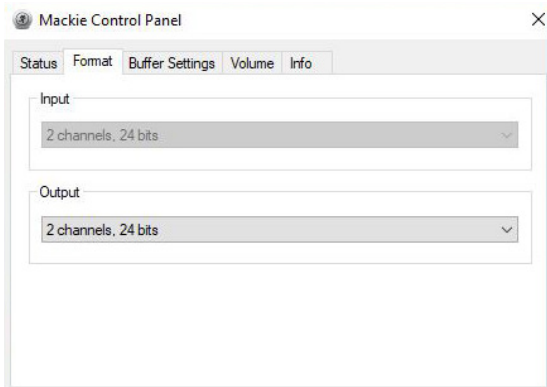 Mackie Control Panel
Status Format Buffer Settings Volume Info
Input
2 channels, 24 bits
Output
2 channels, 24 bits